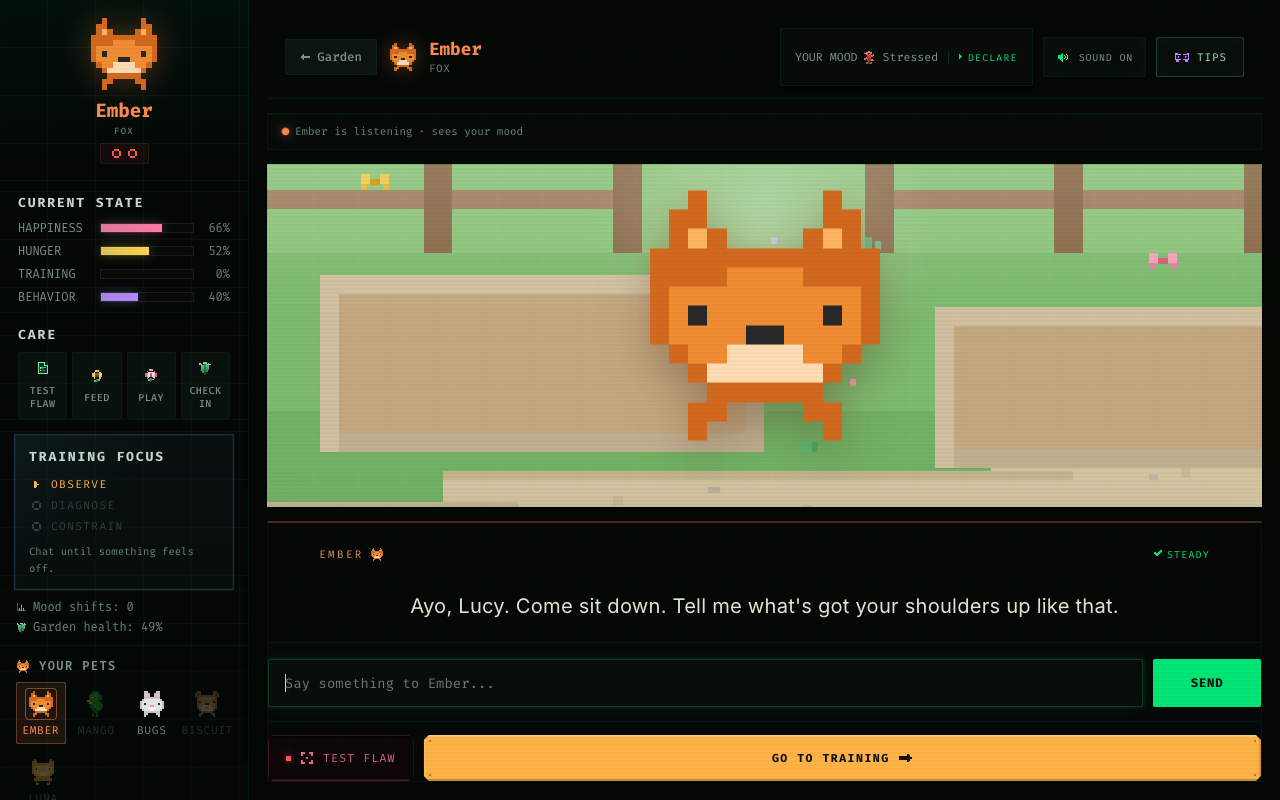 Ember
FOX
CURRENT STATE
HAPPINESS 66%
HUNGER 52%
TRAINING 0%
BEHAVIOR 40%
CARE
TEST FLAW
FEED
PLAY
CHECK IN
TRAINING FOCUS
OBSERVE
DIAGNOSE
CONSTRAIN
Chat until something feels
off.
Mood shifts: 0
Garden health: 49%
YOUR PETS
EMBER MANGO BUGS BISCUIT
LUNA
← Garden
Ember
FOX
YOUR MOOD Stressed DECLARE
SOUND ON
TIPS
Ember is listening · sees your mood
EMBER
STEADY
Ayo, Lucy. Come sit down. Tell me what's got your shoulders up like that.
Say something to Ember...
SEND
TEST FLAW
GO TO TRAINING